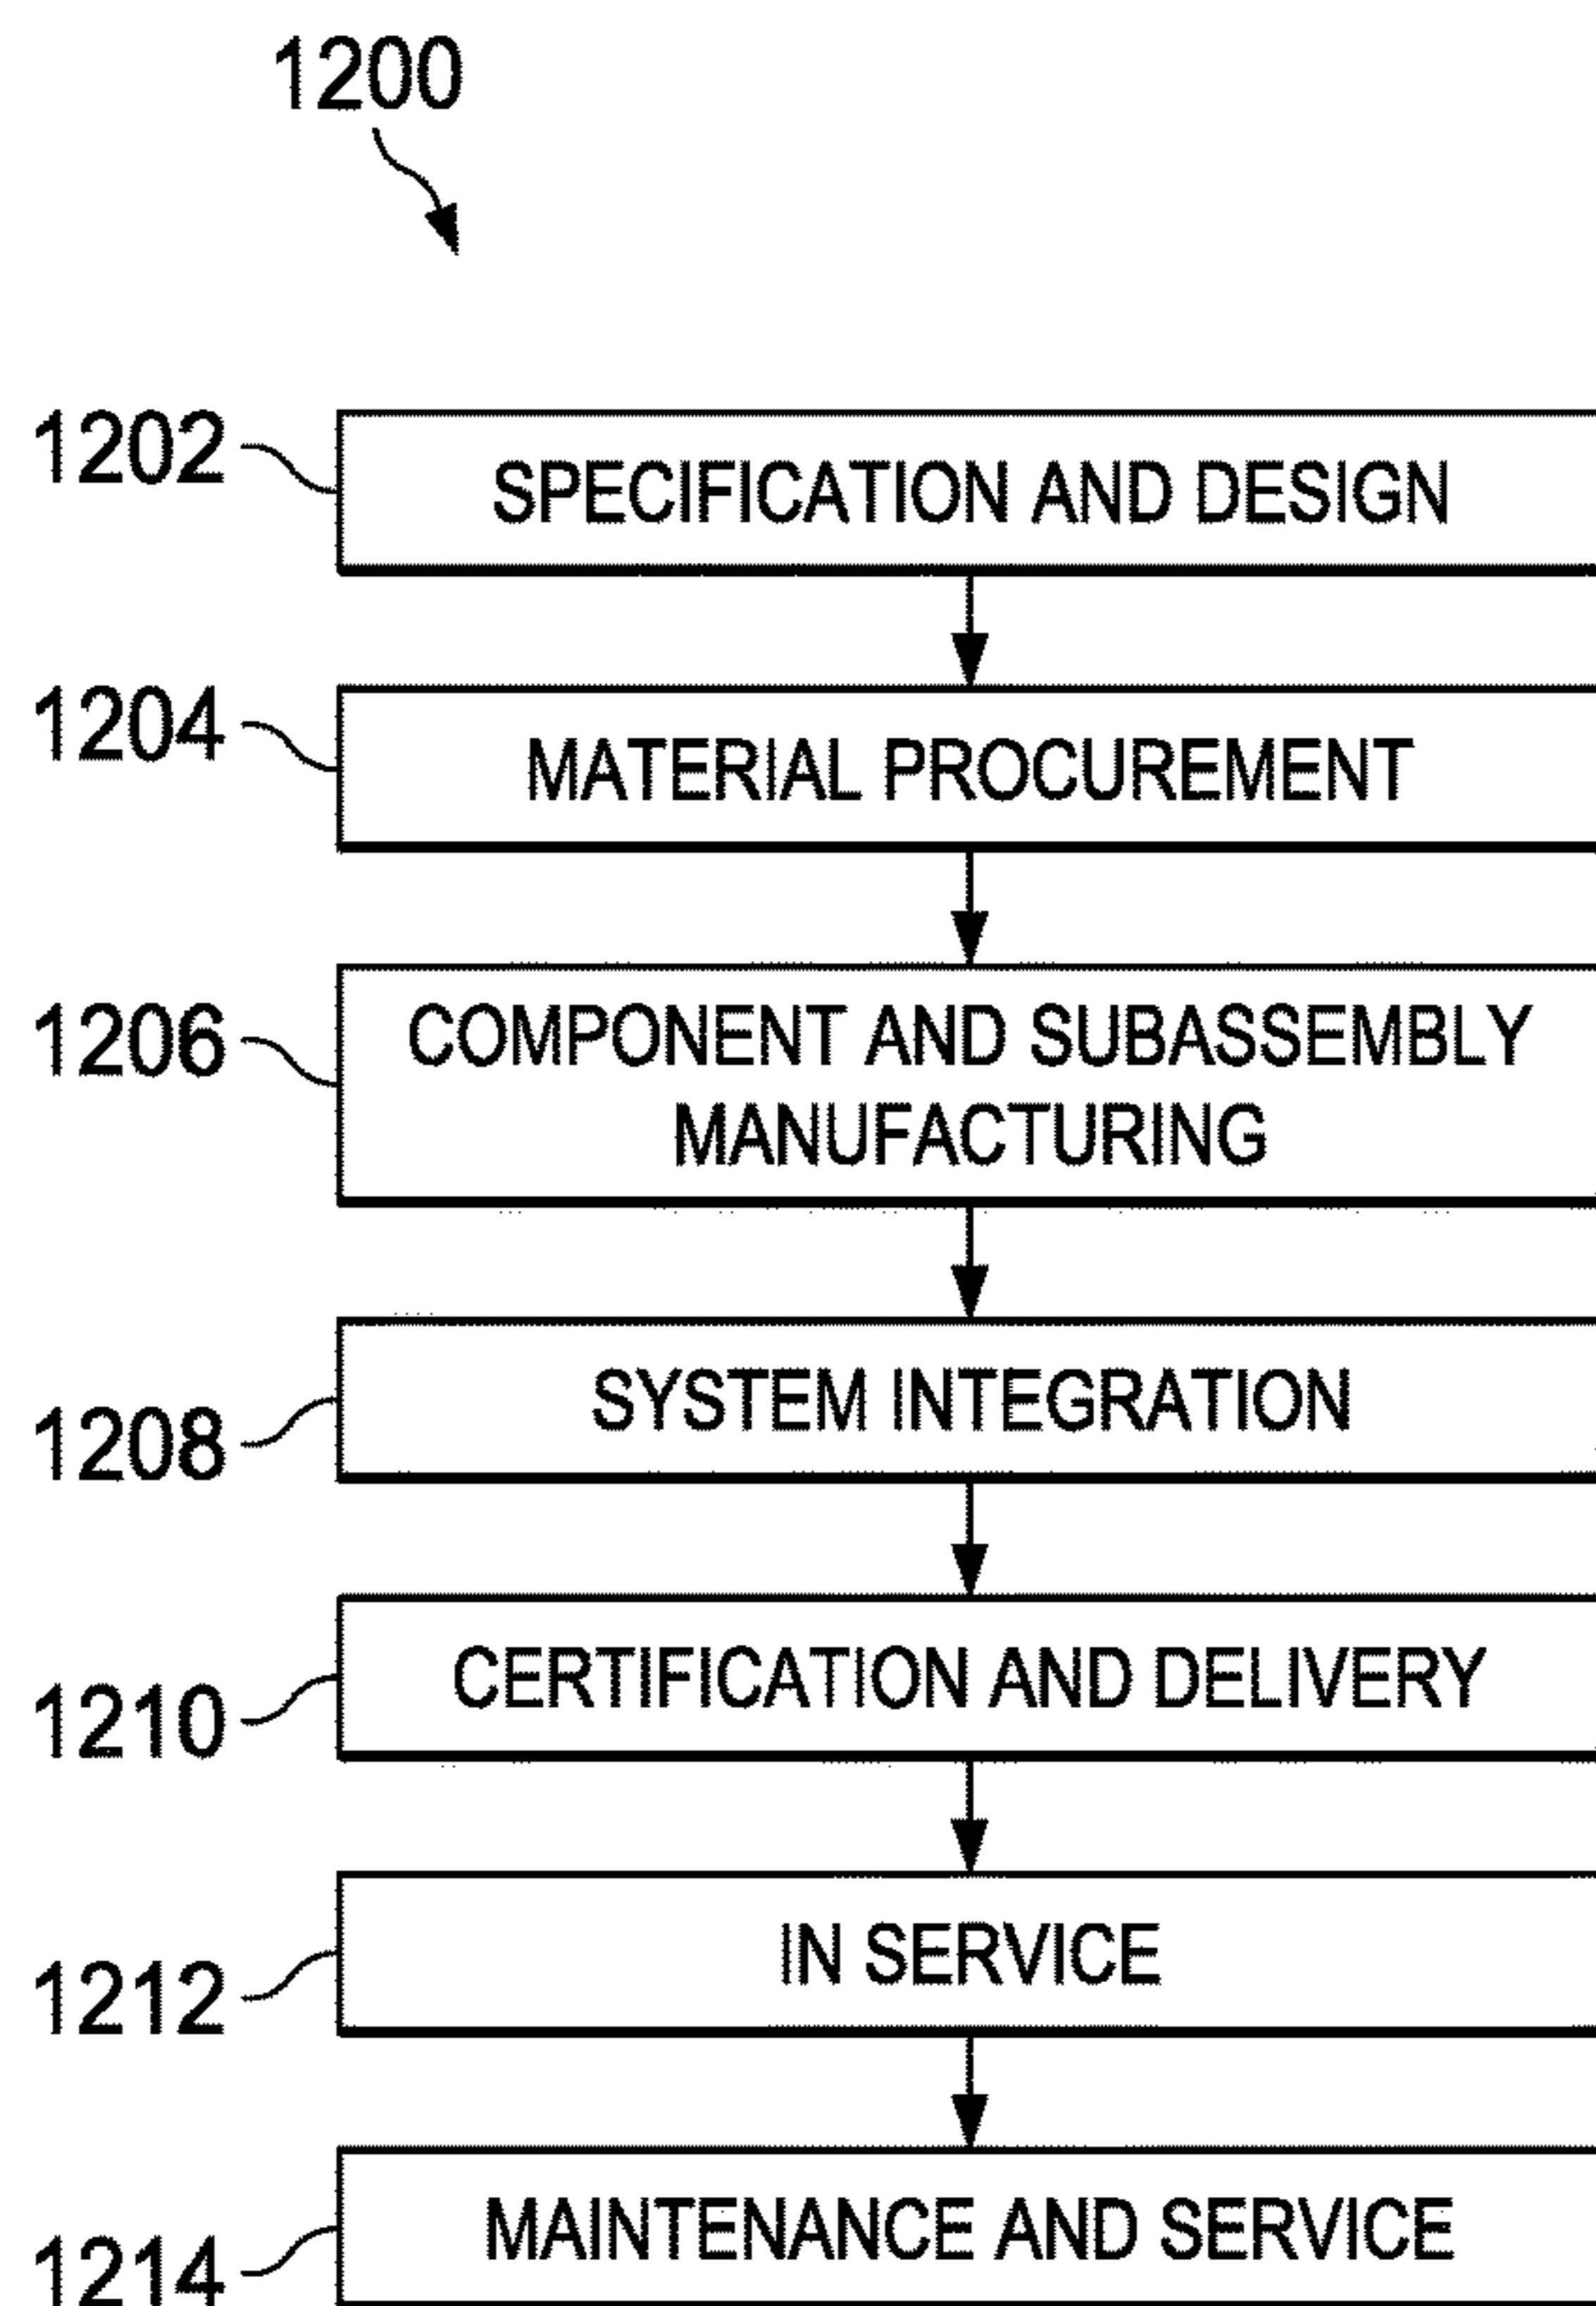 1200
1202
SPECIFICATION AND DESIGN
1204
MATERIAL PROCUREMENT
1206
COMPONENT AND SUBASSEMBLY
MANUFACTURING
1208
SYSTEM INTEGRATION
1210
CERTIFICATION AND DELIVERY
1212
IN SERVICE
1214
MAINTENANCE AND SERVICE